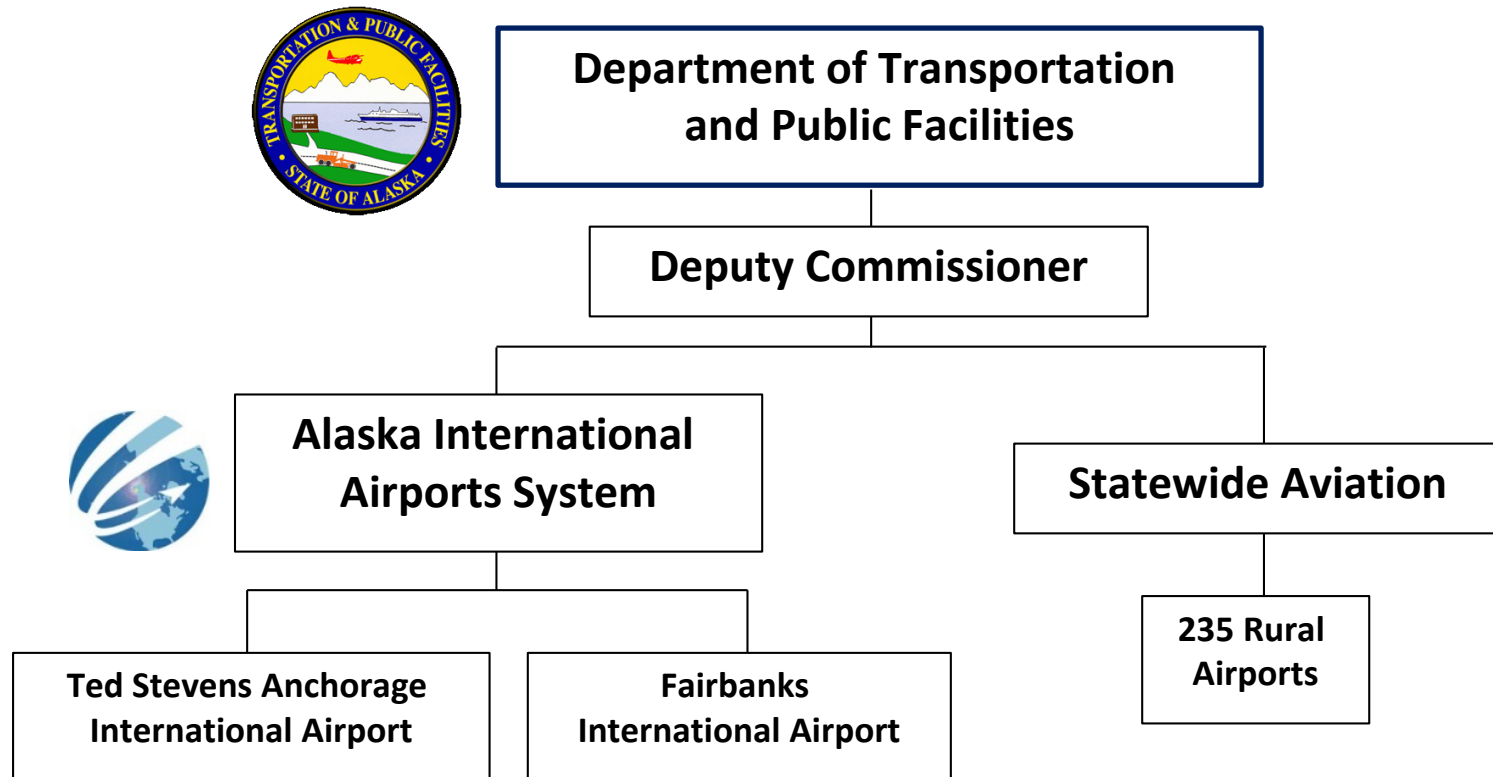 TRANSPORTATION & PUBLIC FACILITIES
• STATE OF ALASKA •
Department of Transportation
and Public Facilities
Deputy Commissioner
Alaska International
Airports System
Statewide Aviation
Ted Stevens Anchorage
International Airport
Fairbanks
International Airport
235 Rural
Airports